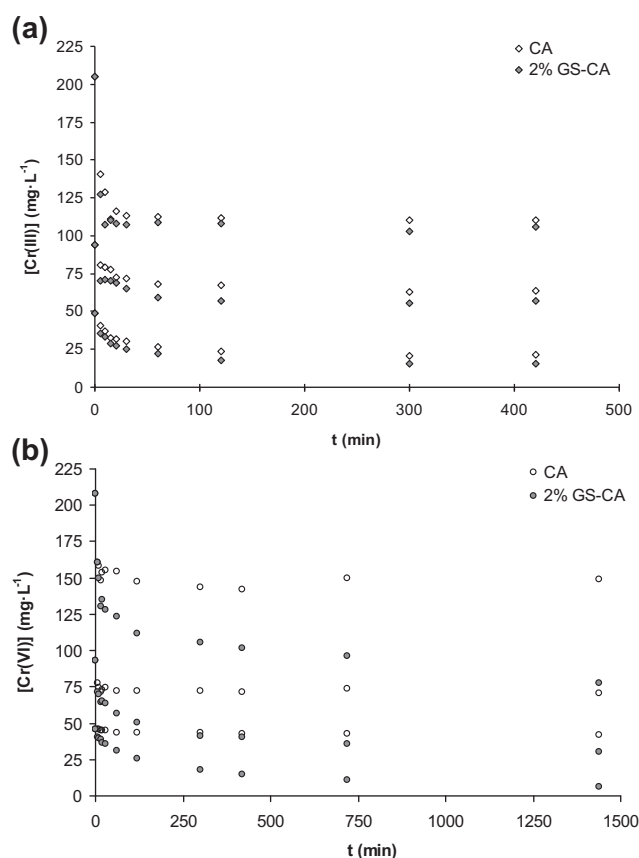 (a)
225
200
175
150
125
100
75
50
25
0
[Cr(III)] (mg·L⁻¹)
CA
2% GS-CA
0 100 200 300 400 500
t (min)
(b)
225
200
175
150
125
100
75
50
25
0
[Cr(VI)] (mg·L⁻¹)
CA
2% GS-CA
0 250 500 750 1000 1250 1500
t (min)